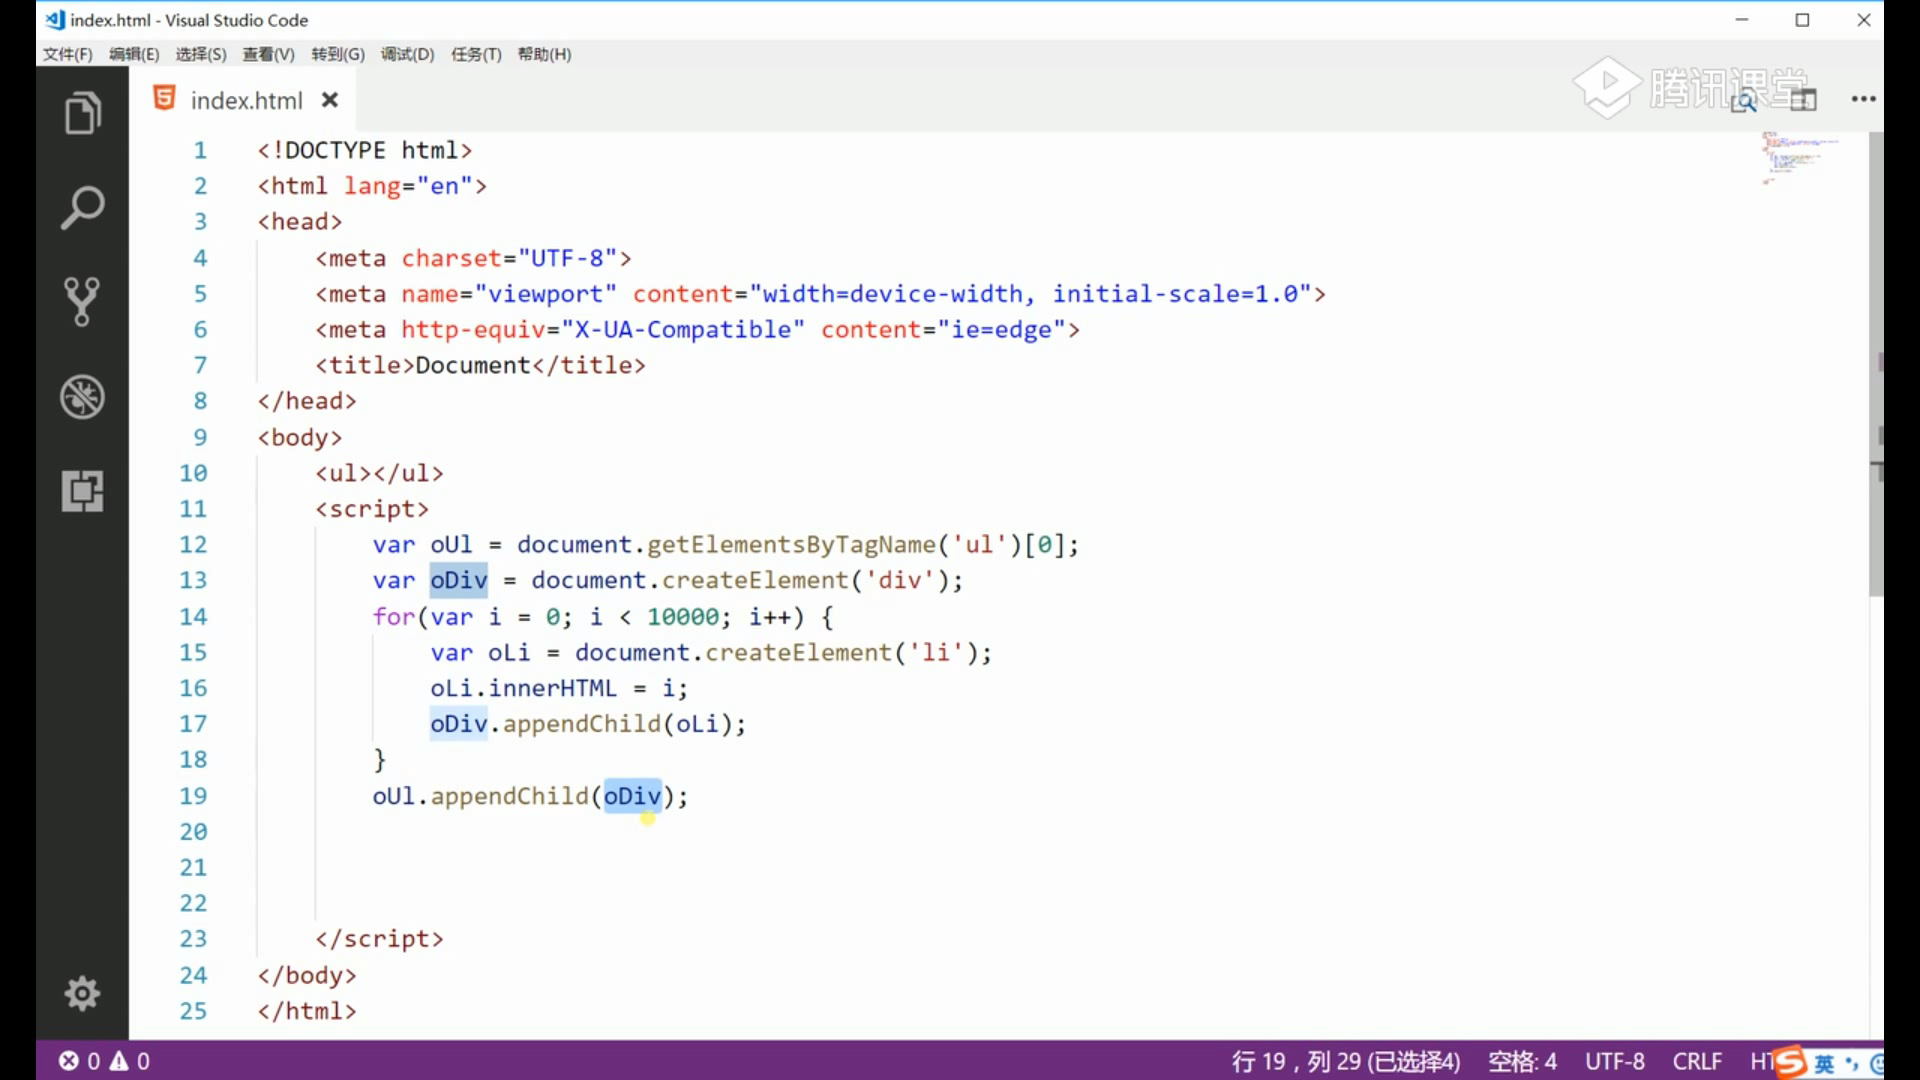 index.html - Visual Studio Code
文件(F) 编辑(E) 选择(S) 查看(V) 转到(G) 调试(D) 任务(T) 帮助(H)
index.html
腾讯课堂
1 <!DOCTYPE html>
2 <html lang="en">
3 <head>
4 <meta charset="UTF-8">
5 <meta name="viewport" content="width=device-width, initial-scale=1.0">
6 <meta http-equiv="X-UA-Compatible" content="ie=edge">
7 <title>Document</title>
8 </head>
9 <body>
10 <ul></ul>
11 <script>
12 var oUl = document.getElementsByTagName('ul')[0];
13 var oDiv = document.createElement('div');
14 for(var i = 0; i < 10000; i++) {
15 var oLi = document.createElement('li');
16 oLi.innerHTML = i;
17 oDiv.appendChild(oLi);
18 }
19 oUl.appendChild(oDiv);
20
21
22
23 </script>
24 </body>
25 </html>
0 0 行 19，列 29 (已选择4) 空格: 4 UTF-8 CRLF HT 英